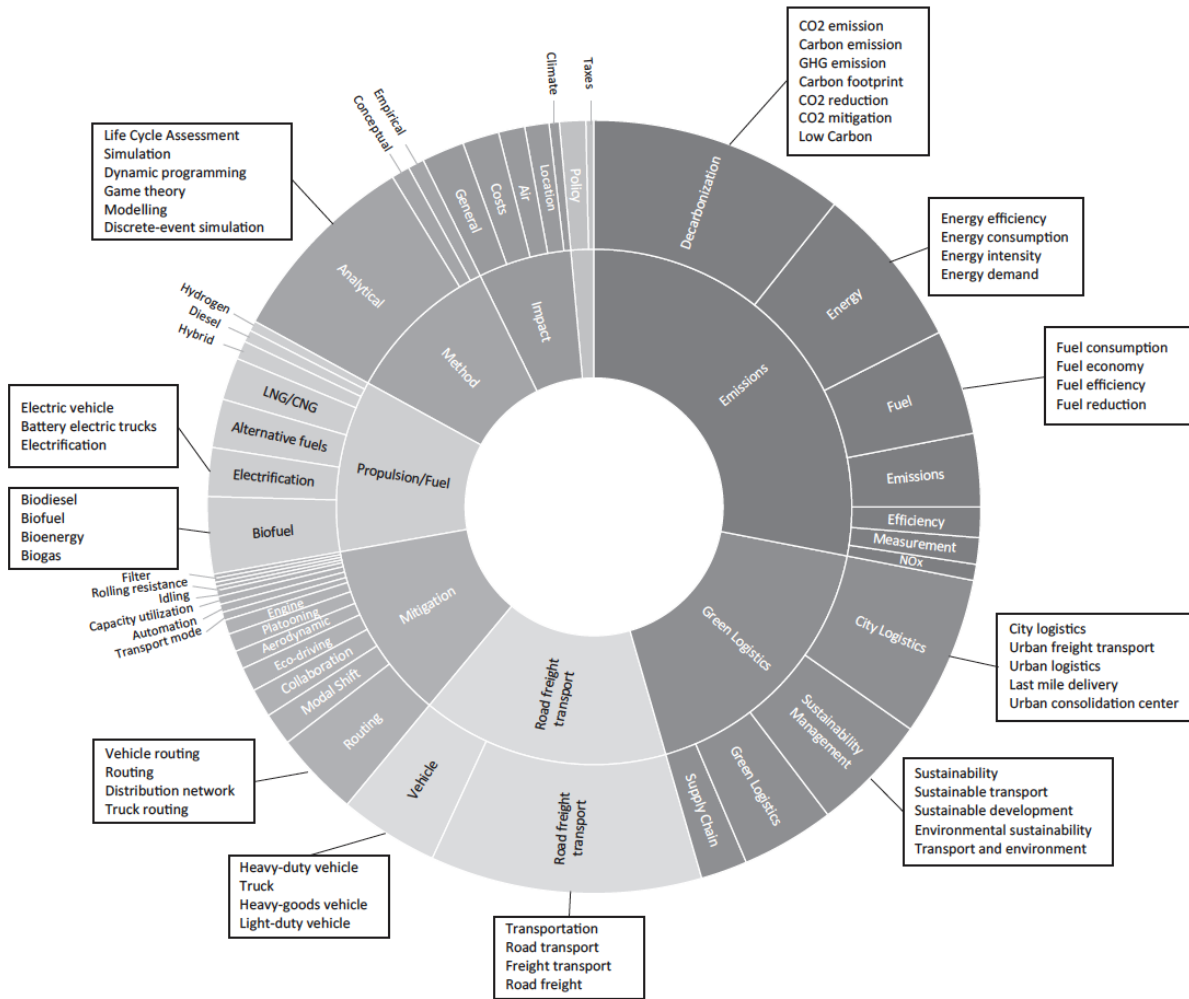 CO2 emission
Carbon emission
GHG emission
Carbon footprint
CO2 reduction
CO2 mitigation
Low Carbon
Energy efficiency
Energy consumption
Energy intensity
Energy demand
Fuel consumption
Fuel economy
Fuel efficiency
Fuel reduction
City logistics
Urban freight transport
Urban logistics
Last mile delivery
Urban consolidation center
Sustainability
Sustainable transport
Sustainable development
Environmental sustainability
Transport and environment
Transportation
Road transport
Freight transport
Road freight
Heavy-duty vehicle
Truck
Heavy-goods vehicle
Light-duty vehicle
Vehicle routing
Routing
Distribution network
Truck routing
Biodiesel
Biofuel
Bioenergy
Biogas
Electric vehicle
Battery electric trucks
Electrification
Life Cycle Assessment
Simulation
Dynamic programming
Game theory
Modelling
Discrete-event simulation
Decarbonization
Energy
Fuel
Emissions
Efficiency
Measurement
NOx
City Logistics
Sustainability
Management
Green Logistics
Supply Chain
Road freight
transport
Vehicle
Routing
Modal Shift
Collaboration
Eco-driving
Aerodynamic
Platooning
Engine
Transport mode
Automation
Capacity utilization
Idling
Rolling resistance
Filter
Biofuel
Electrification
Alternative fuels
LNG/CNG
Hybrid
Diesel
Hydrogen
Analytical
Conceptual
Empirical
General
Costs
Air
Location
Climate
Policy
Taxes
Emissions
Green Logistics
Road freight
transport
Mitigation
Propulsion/Fuel
Method
Impact